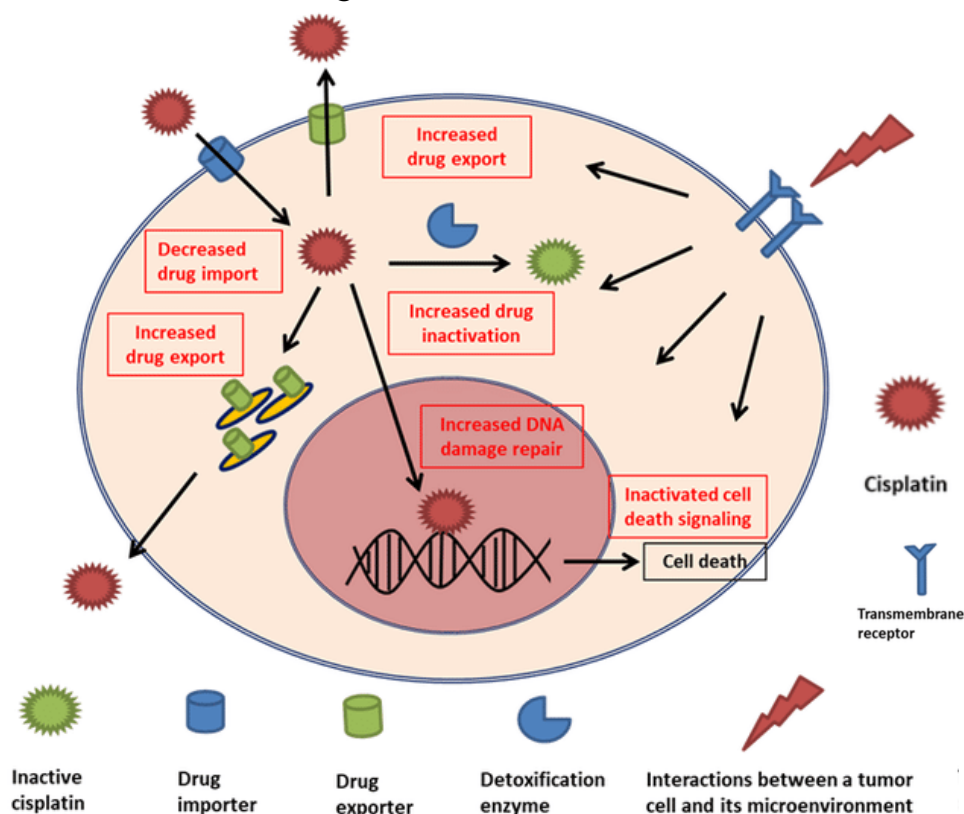 Increased
drug export
Decreased
drug import
Increased drug
inactivation
Increased
drug export
Increased DNA
damage repair
Inactivated cell
death signaling
Cell death
Cisplatin
Transmembrane
receptor
Inactive
cisplatin
Drug
importer
Drug
exporter
Detoxification
enzyme
Interactions between a tumor
cell and its microenvironment